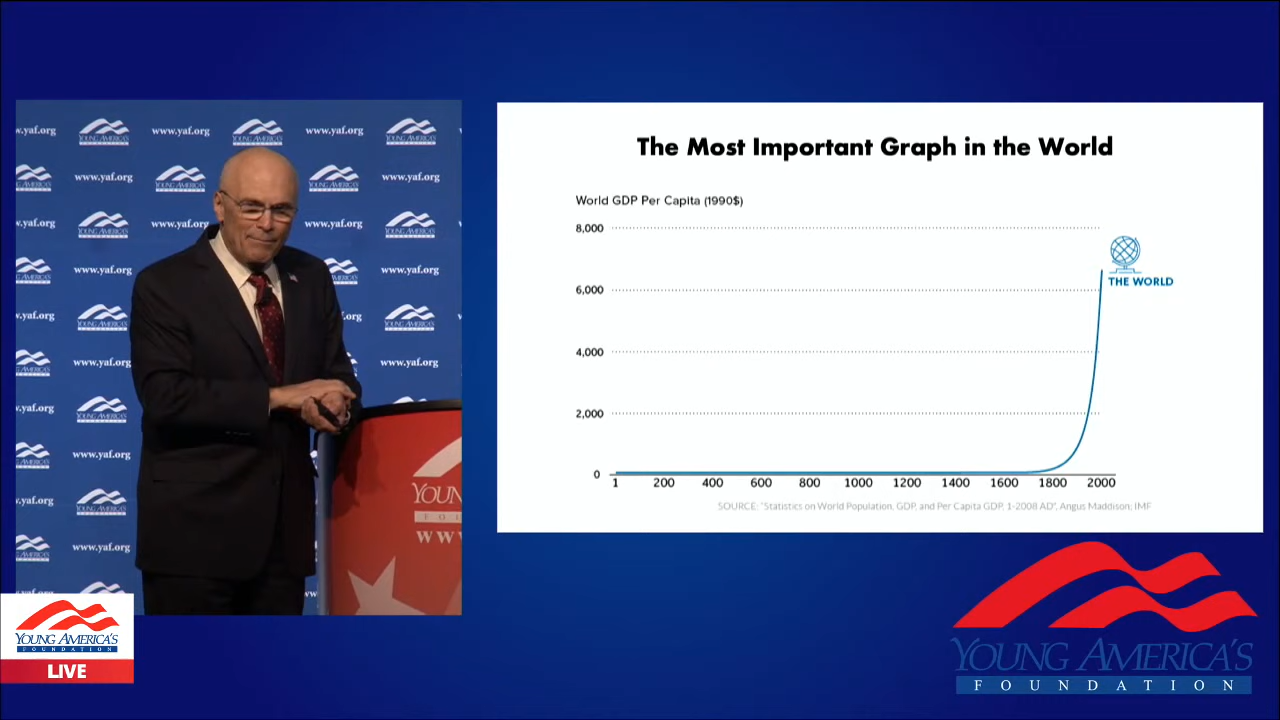 www.yaf.org
YOUNG AMERICA'S
FOUNDATION
LIVE
The Most Important Graph in the World
World GDP Per Capita (1990$)
8,000
6,000
4,000
2,000
0
THE WORLD
1 200 400 600 800 1000 1200 1400 1600 1800 2000
SOURCE: "Statistics on World Population, GDP, and Per Capita GDP, 1-2008 AD", Angus Maddison; IMF
YOUNG AMERICA'S
FOUNDATION